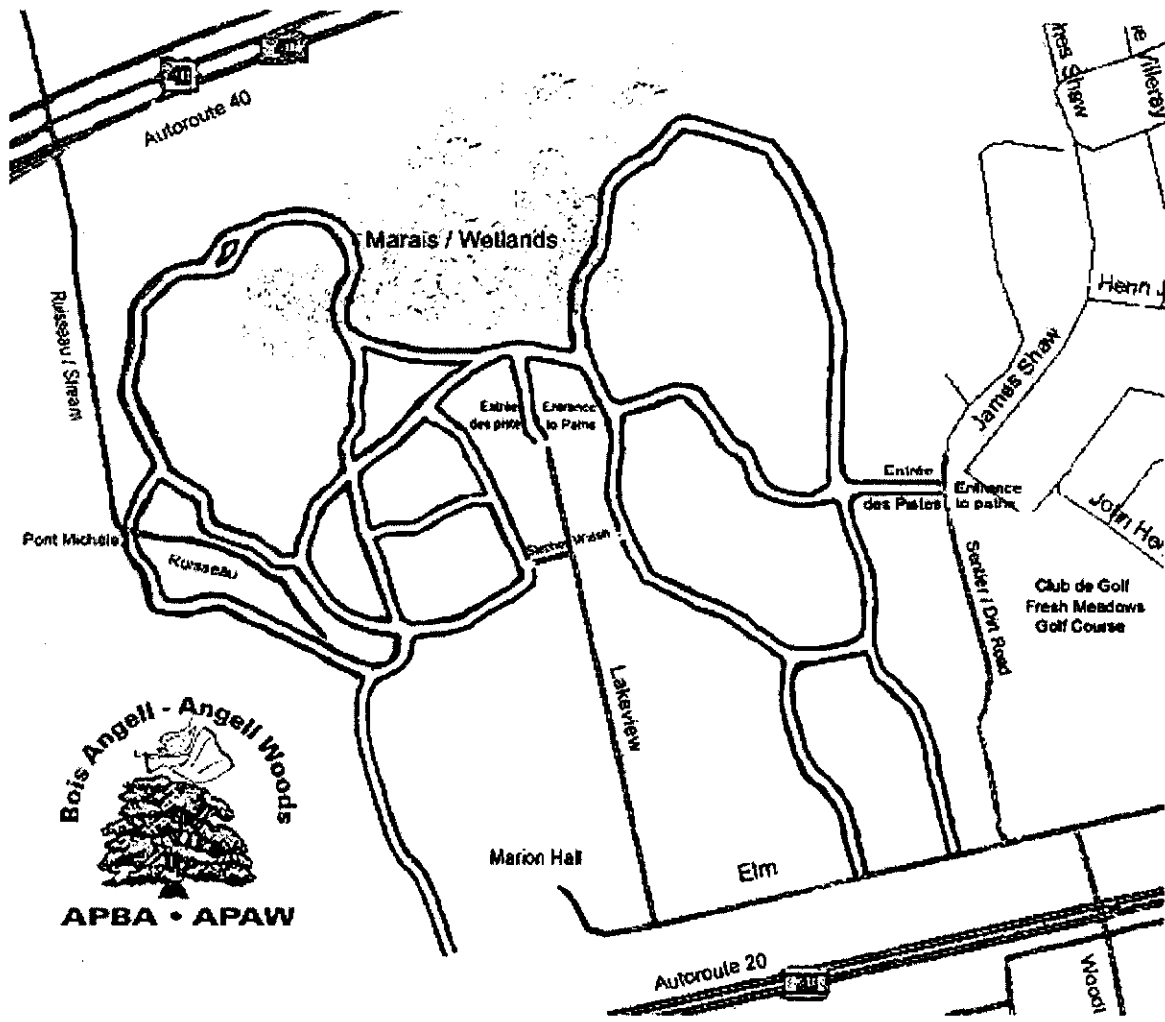 Autoroute 40
Marais / Wetlands
Ruisseau / Stream
James Shaw
Entrée
des Pistes
Entrance
to Paths
Entrée
des Pistes
Entrance
to paths
Pont Michèle
Ruisseau
Sentier / Dirt Road
Club de Golf
Fresh Meadows
Golf Course
Lakeview
Bois Angell - Angell Woods
APBA • APAW
Marion Hall
Elm
Autoroute 20